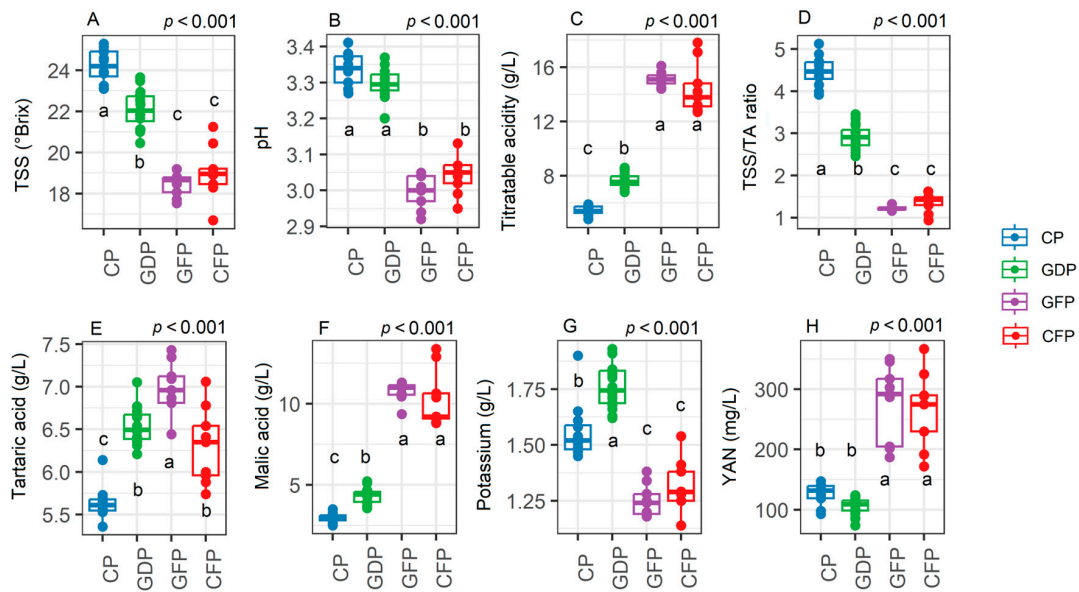 A
p < 0.001
TSS (°Brix)
24
22
20
18
a
b
c
c
CP
GDP
GFP
CFP
B
p < 0.001
pH
3.4
3.3
3.2
3.1
3.0
2.9
a
a
b
b
CP
GDP
GFP
CFP
C
p < 0.001
Titratable acidity (g/L)
16
12
8
c
b
a
a
CP
GDP
GFP
CFP
D
p < 0.001
TSS/TA ratio
5
4
3
2
1
a
b
c
c
CP
GDP
GFP
CFP
CP
GDP
GFP
CFP
E
p < 0.001
Tartaric acid (g/L)
7.5
7.0
6.5
6.0
5.5
c
b
a
b
CP
GDP
GFP
CFP
F
p < 0.001
Malic acid (g/L)
10
5
c
b
a
a
CP
GDP
GFP
CFP
G
p < 0.001
Potassium (g/L)
1.75
1.50
1.25
b
a
c
c
CP
GDP
GFP
CFP
H
p < 0.001
YAN (mg/L)
300
200
100
b
b
a
a
CP
GDP
GFP
CFP